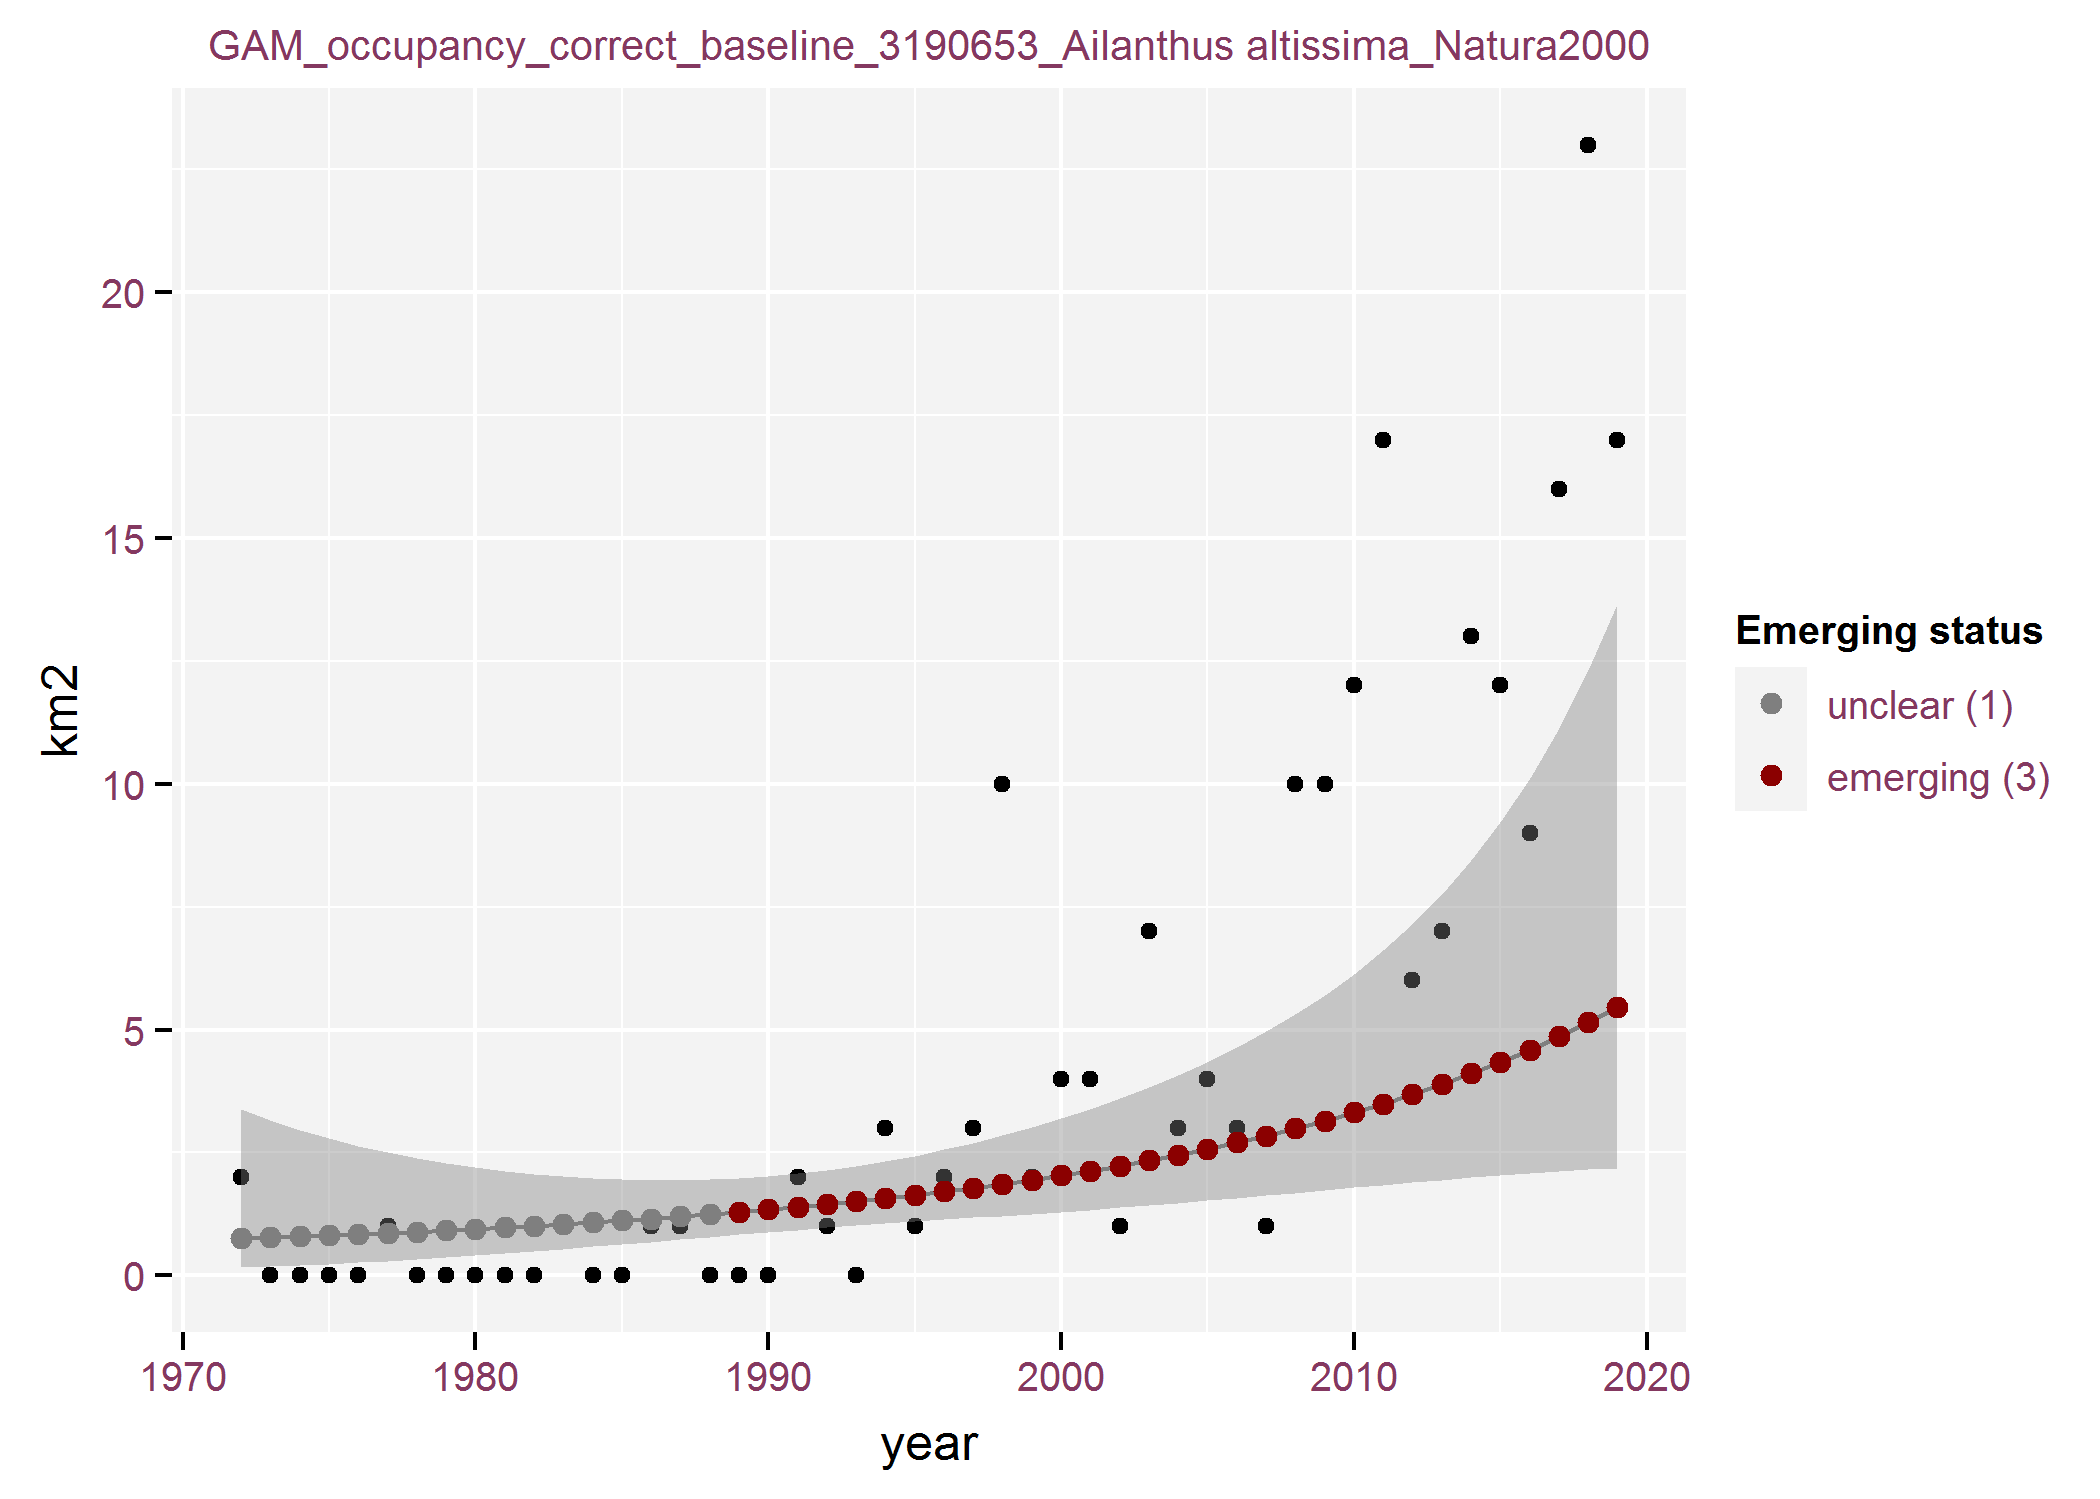 GAM_occupancy_correct_baseline_3190653_Ailanthus altissima_Natura2000
20
15
10
5
0
km2
1970 1980 1990 2000 2010 2020
year
Emerging status
unclear (1)
emerging (3)